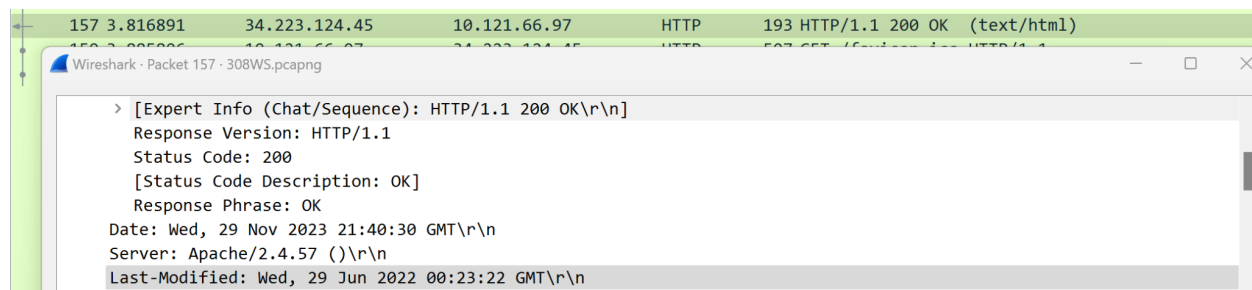 157 3.816891 34.223.124.45 10.121.66.97 HTTP 193 HTTP/1.1 200 OK (text/html)
Wireshark · Packet 157 · 308WS.pcapng
> [Expert Info (Chat/Sequence): HTTP/1.1 200 OK\r\n]
Response Version: HTTP/1.1
Status Code: 200
[Status Code Description: OK]
Response Phrase: OK
Date: Wed, 29 Nov 2023 21:40:30 GMT\r\n
Server: Apache/2.4.57 ()\r\n
Last-Modified: Wed, 29 Jun 2022 00:23:22 GMT\r\n